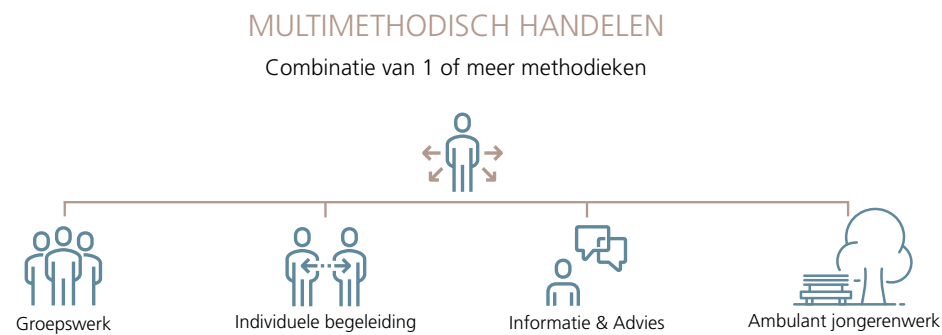 MULTIMETHODISCH HANDELEN
Combinatie van 1 of meer methodieken
Groepswerk
Individuele begeleiding
Informatie & Advies
Ambulant jongerenwerk